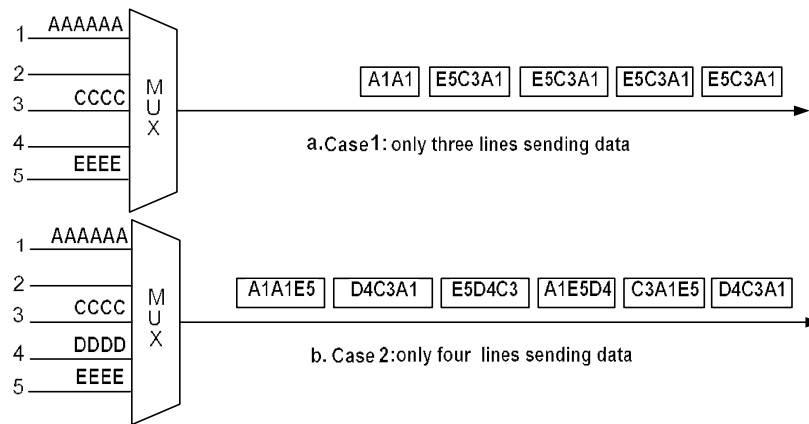 1 AAAAAA
2
3 CCCC
4
5 EEEE
MUX
A1A1 E5C3A1 E5C3A1 E5C3A1 E5C3A1
a.Case1: only three lines sending data
1 AAAAAA
2
3 CCCC
4 DDDD
5 EEEE
MUX
A1A1E5 D4C3A1 E5D4C3 A1E5D4 C3A1E5 D4C3A1
b. Case 2:only four lines sending data